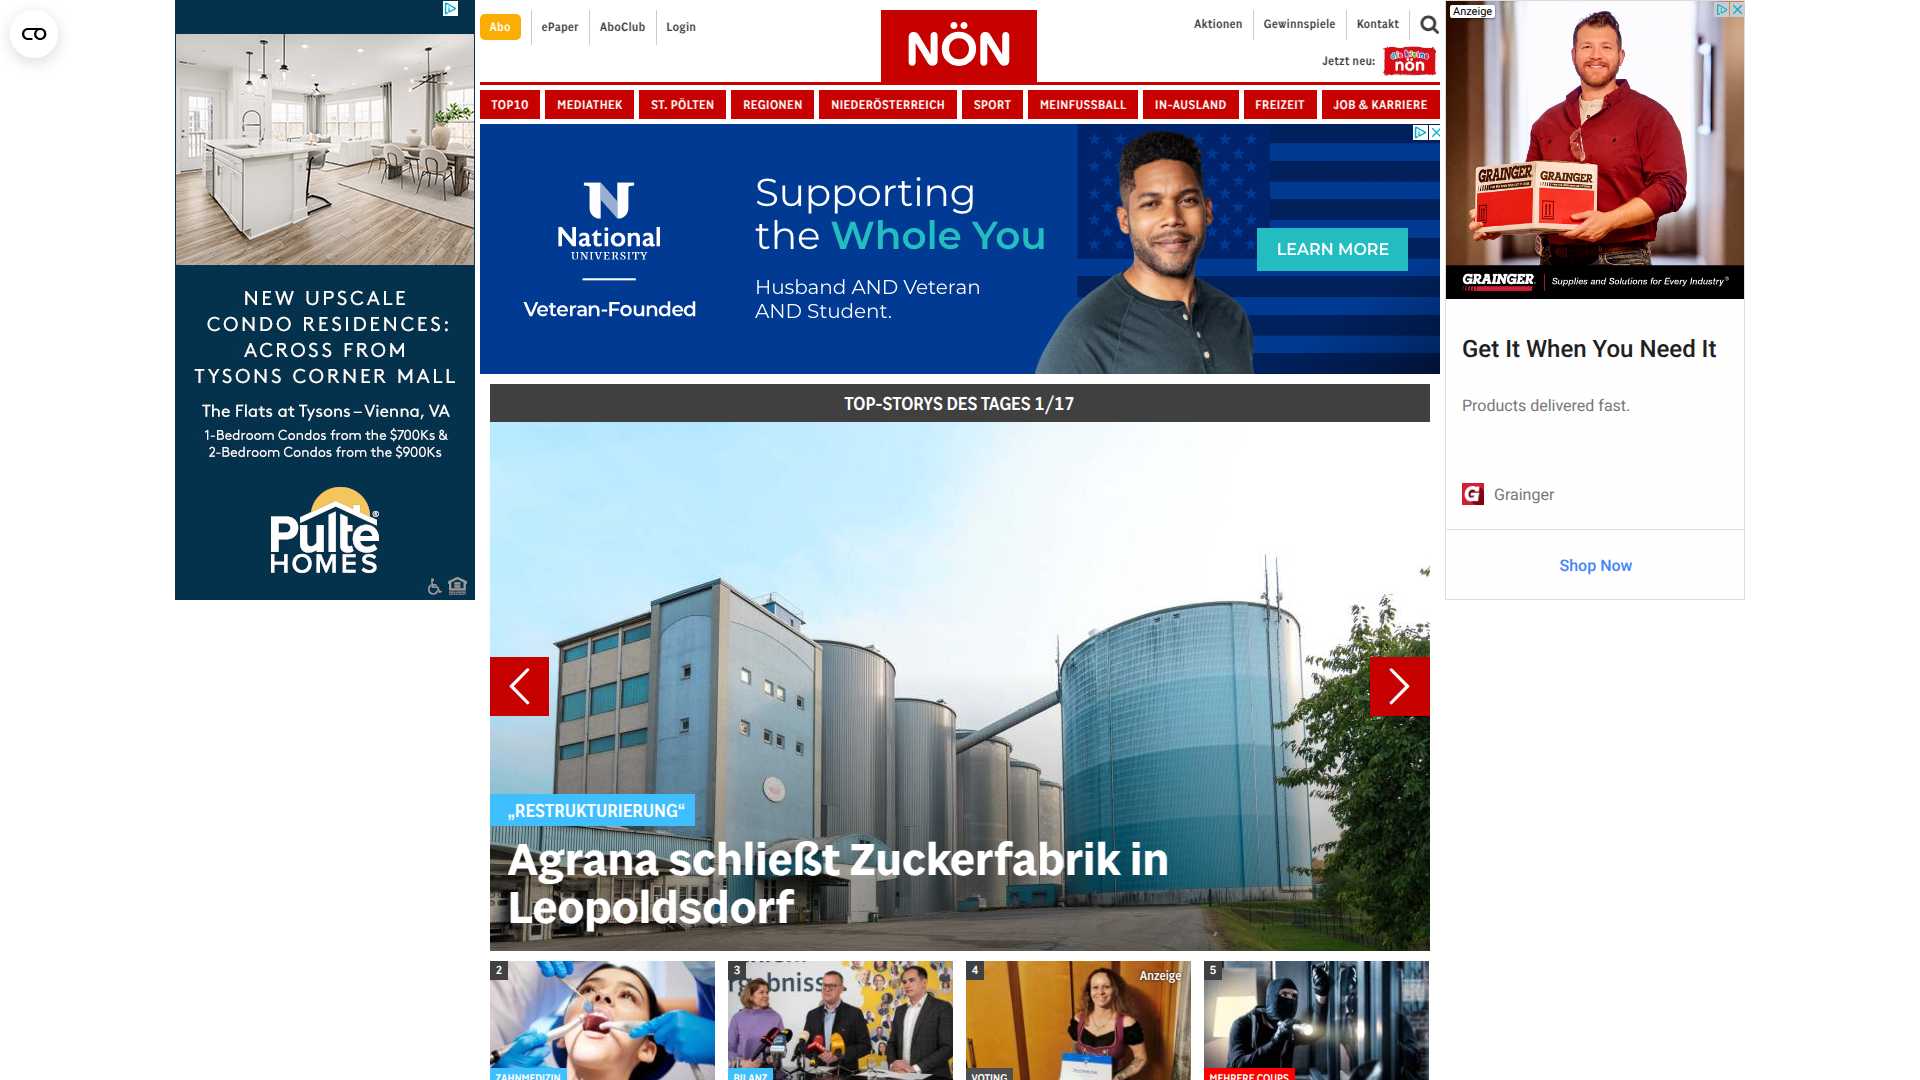 Abo
ePaper
AboClub
Login
NÖN
Aktionen
Gewinnspiele
Kontakt
Jetzt neu:
die kleine
nön
TOP10
MEDIATHEK
ST. PÖLTEN
REGIONEN
NIEDERÖSTERREICH
SPORT
MEINFUSSBALL
IN-AUSLAND
FREIZEIT
JOB & KARRIERE
NEW UPSCALE
CONDO RESIDENCES:
ACROSS FROM
TYSONS CORNER MALL
The Flats at Tysons – Vienna, VA
1-Bedroom Condos from the $700Ks &
2-Bedroom Condos from the $900Ks
Pulte®
HOMES
National
UNIVERSITY
Veteran-Founded
Supporting
the Whole You
Husband AND Veteran
AND Student.
LEARN MORE
Anzeige
GRAINGER
GRAINGER
GRAINGER
Supplies and Solutions for Every Industry®
Get It When You Need It
Products delivered fast.
Grainger
Shop Now
TOP-STORYS DES TAGES 1/17
„RESTRUKTURIERUNG“
Agrana schließt Zuckerfabrik in
Leopoldsdorf
2
ZAHNMEDIZIN
3
BILANZ
4
Anzeige
VOTING
5
MEHRERE COUPS